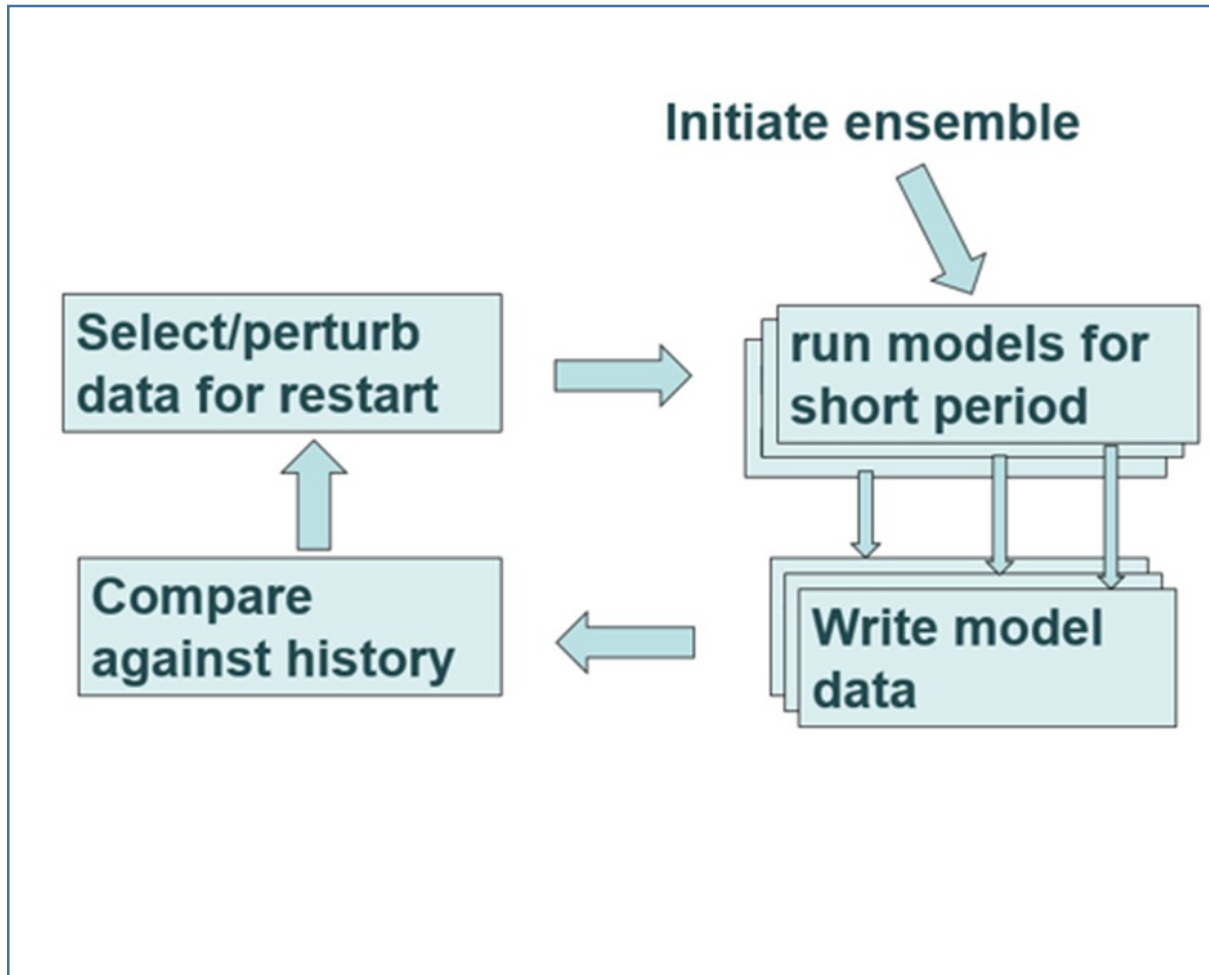 Initiate ensemble
Select/perturb
data for restart
run models for
short period
Compare
against history
Write model
data